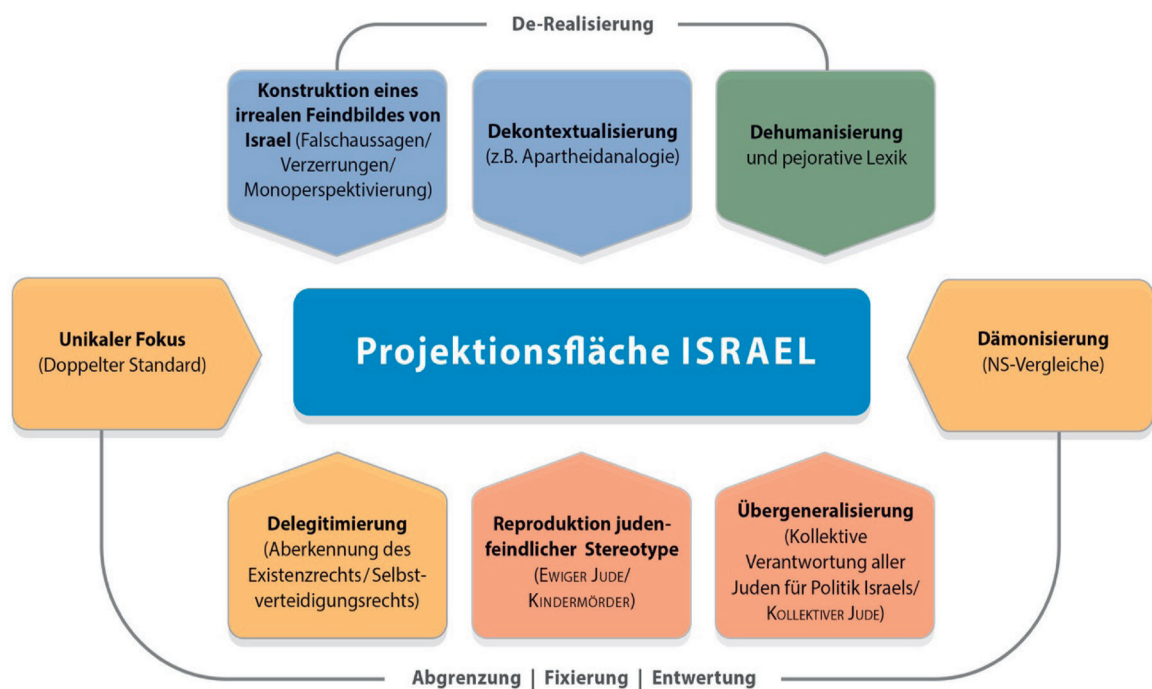 De-Realisierung
Konstruktion eines
irrealen Feindbildes von
Israel (Falschaussagen/
Verzerrungen/
Monoperspektivierung)
Dekontextualisierung
(z.B. Apartheidanalogie)
Dehumanisierung
und pejorative Lexik
Unikaler Fokus
(Doppelter Standard)
Projektionsfläche ISRAEL
Dämonisierung
(NS-Vergleiche)
Delegitimierung
(Aberkennung des
Existenzrechts/Selbst-
verteidigungsrechts)
Reproduktion juden-
feindlicher Stereotype
(EWIGER JUDE/
KINDERMÖRDER)
Übergeneralisierung
(Kollektive
Verantwortung aller
Juden für Politik Israels/
KOLLEKTIVER JUDE)
Abgrenzung | Fixierung | Entwertung